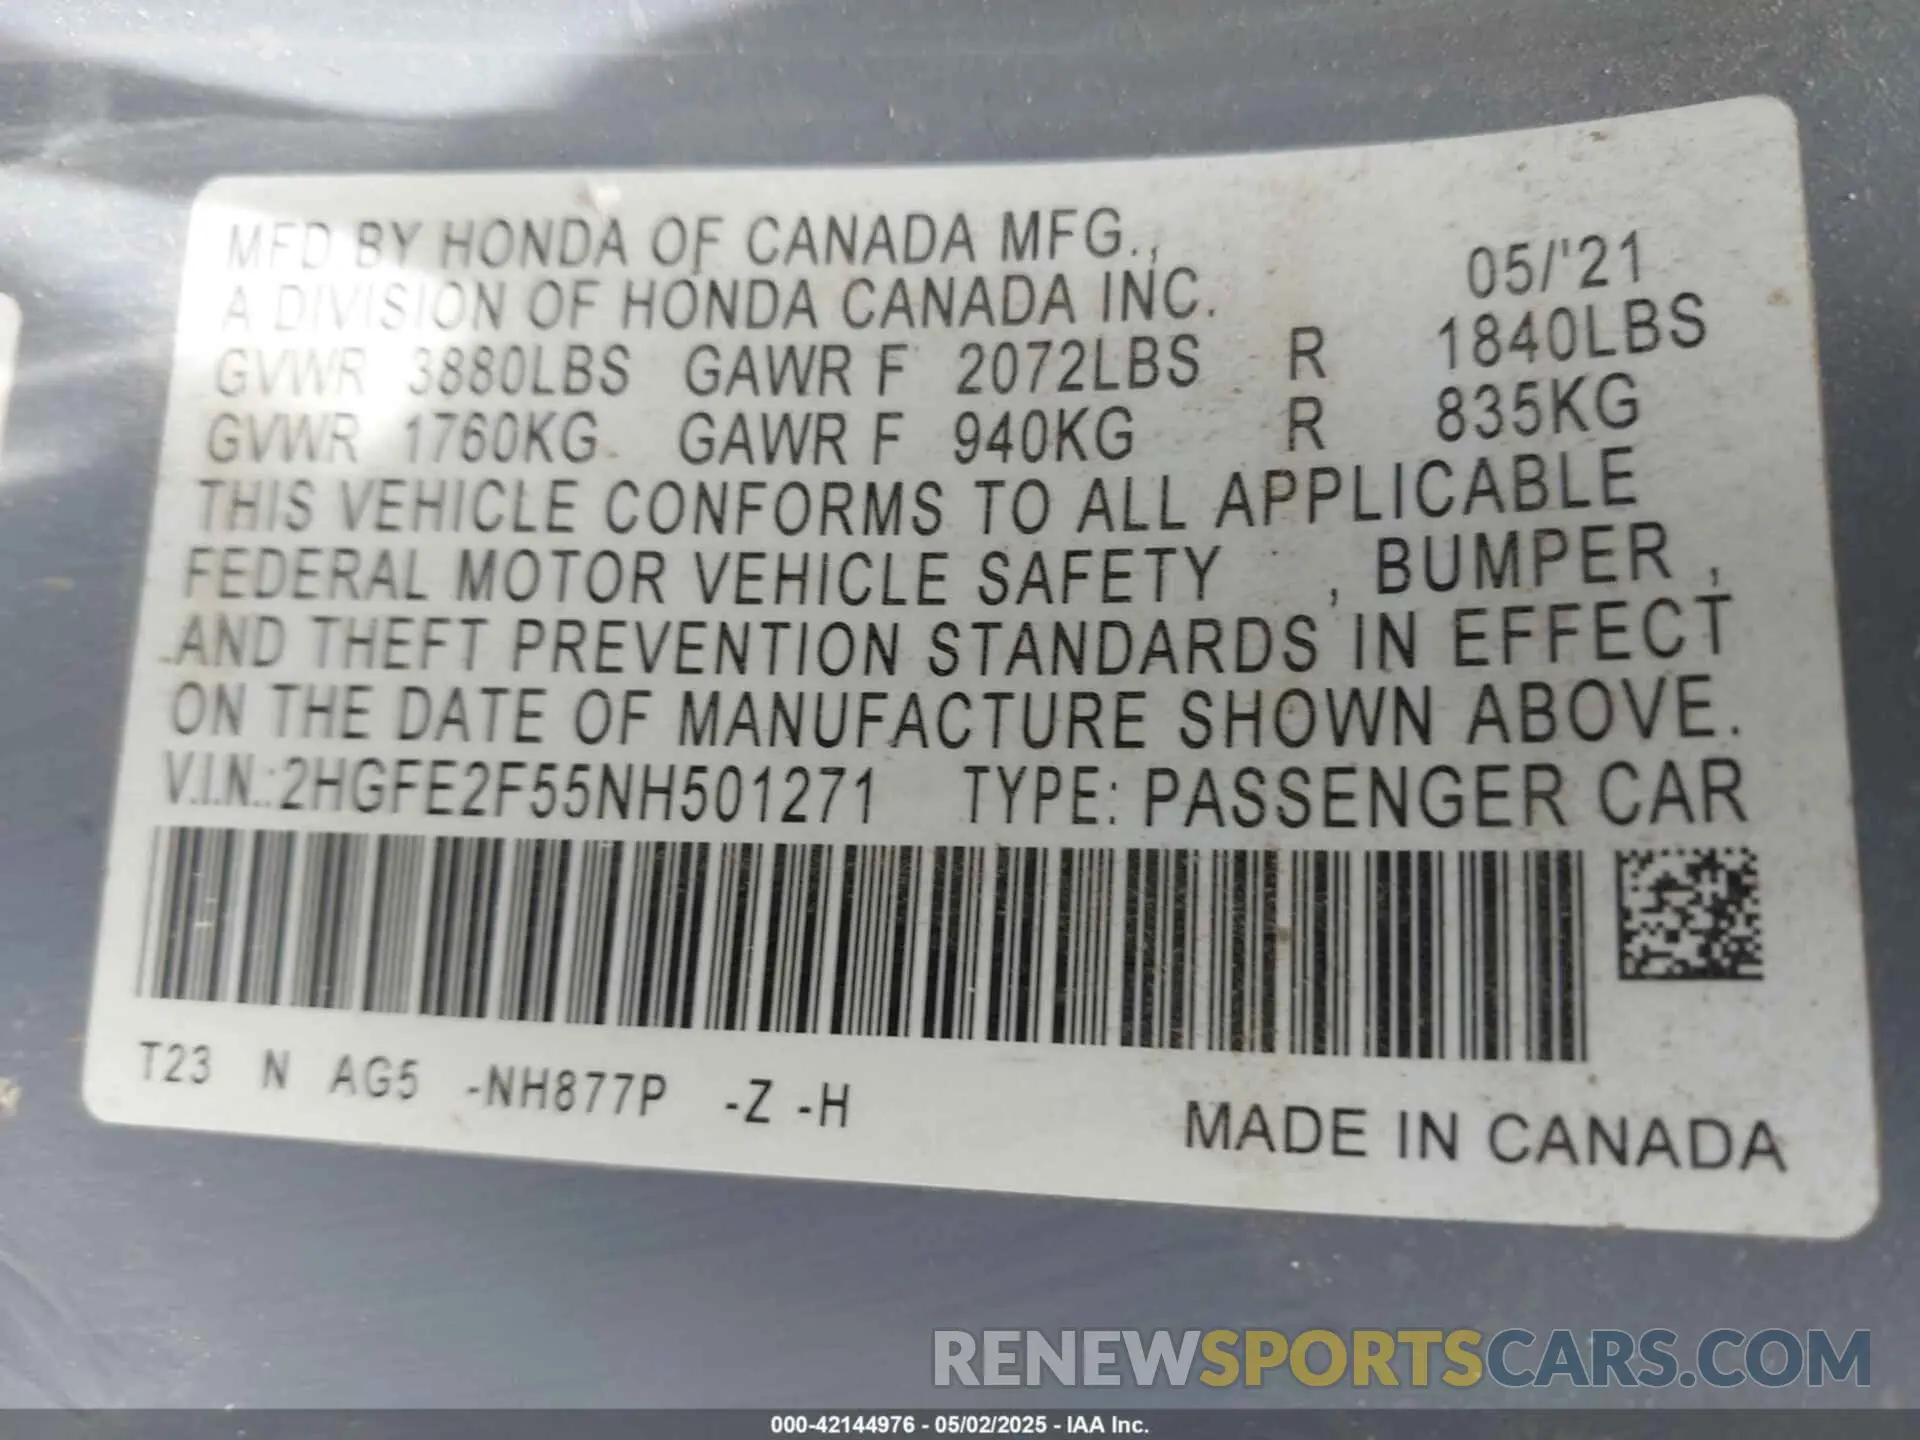 MFD BY HONDA OF CANADA MFG.,
A DIVISION OF HONDA CANADA INC. 05/'21
GVWR 3880LBS GAWR F 2072LBS R 1840LBS
GVWR 1760KG GAWR F 940KG R 835KG
THIS VEHICLE CONFORMS TO ALL APPLICABLE
FEDERAL MOTOR VEHICLE SAFETY , BUMPER ,
AND THEFT PREVENTION STANDARDS IN EFFECT
ON THE DATE OF MANUFACTURE SHOWN ABOVE.
V.I.N.:2HGFE2F55NH501271 TYPE: PASSENGER CAR
T23 N AG5 -NH877P -Z -H
MADE IN CANADA
RENEWSPORTSCARS.COM
000-42144976 - 05/02/2025 - IAA Inc.